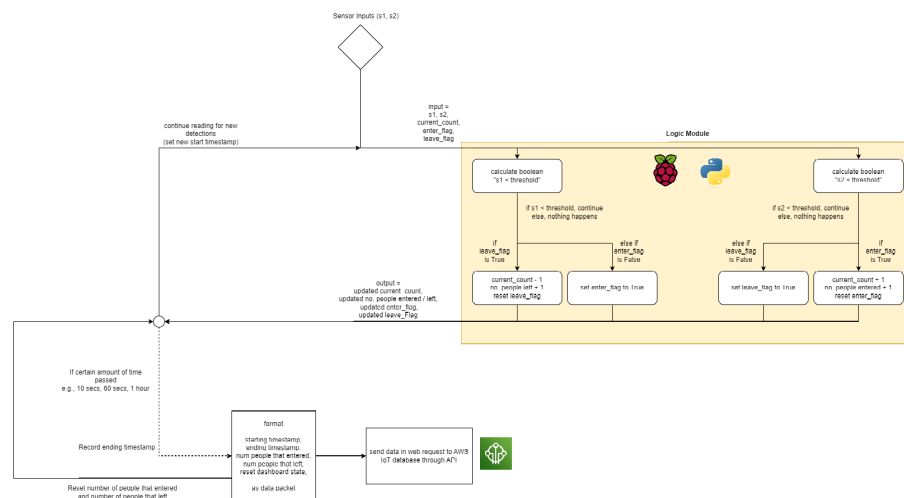 Sensor Inputs (s1, s2)
input =
s1, s2,
current_count,
enter_flag,
leave_flag
continue reading for new
detections
(set new start timestamp)
Logic Module
calculate boolean
"s1 < threshold"
calculate boolean
"s2 < threshold"
if s1 < threshold, continue
else, nothing happens
if s2 < threshold, continue
else, nothing happens
if
leave_flag
is True
else if
enter_flag
is False
else if
leave_flag
is False
if
enter_flag
is True
current_count - 1
no. people left + 1
reset leave_flag
set enter_flag to True
set leave_flag to True
current_count + 1
no. people entered + 1
reset enter_flag
output =
updated current_count,
updated no. people entered / left,
updated enter_flag,
updated leave_Flag
If certain amount of time
passed
e.g., 10 secs, 60 secs, 1 hour
Record ending timestamp
format
starting timestamp,
ending timestamp,
num people that entered,
num people that left,
reset dashboard state,
as data packet
send data in web request to AWS
IoT database through API
Reset number of people that entered
and number of people that left